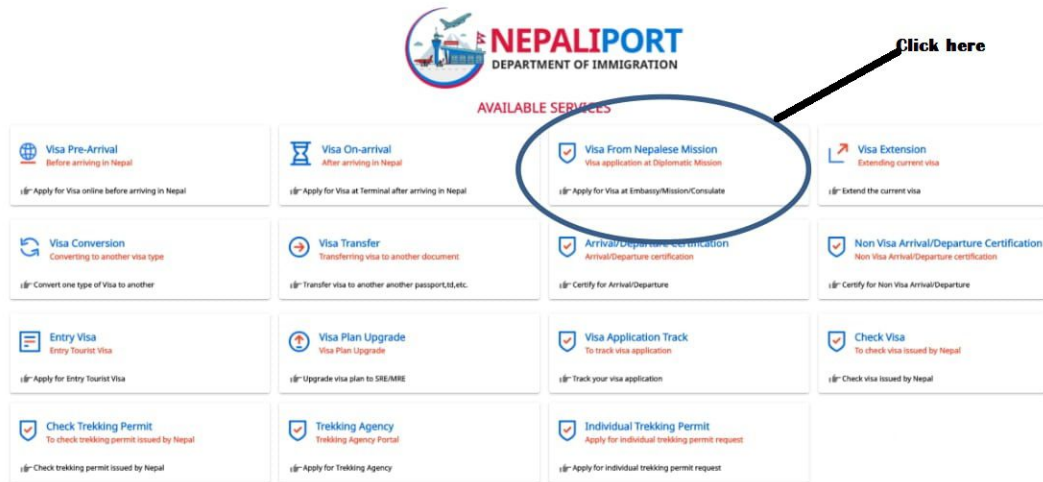 NEPALIPORT
DEPARTMENT OF IMMIGRATION
Click here
AVAILABLE SERVICES
Visa Pre-Arrival
Before arriving in Nepal
Apply for Visa online before arriving in Nepal
Visa On-arrival
After arriving in Nepal
Apply for Visa at Terminal after arriving in Nepal
Visa From Nepalese Mission
Visa application at Diplomatic Mission
Apply for Visa at Embassy/Mission/Consulate
Visa Extension
Extending current visa
Extend the current visa
Visa Conversion
Converting to another visa type
Convert one type of Visa to another
Visa Transfer
Transferring visa to another document
Transfer visa to another another passport,td,etc.
Arrival/Departure Certification
Arrival/Departure certification
Certify for Arrival/Departure
Non Visa Arrival/Departure Certification
Non Visa Arrival/Departure certification
Certify for Non Visa Arrival/Departure
Entry Visa
Entry Tourist Visa
Apply for Entry Tourist Visa
Visa Plan Upgrade
Visa Plan Upgrade
Upgrade visa plan to SRE/MRE
Visa Application Track
To track visa application
Track your visa application
Check Visa
To check visa issued by Nepal
Check visa issued by Nepal
Check Trekking Permit
To check trekking permit issued by Nepal
Check trekking permit issued by Nepal
Trekking Agency
Trekking Agency Portal
Apply for Trekking Agency
Individual Trekking Permit
Apply for individual trekking permit request
Apply for individual trekking permit request